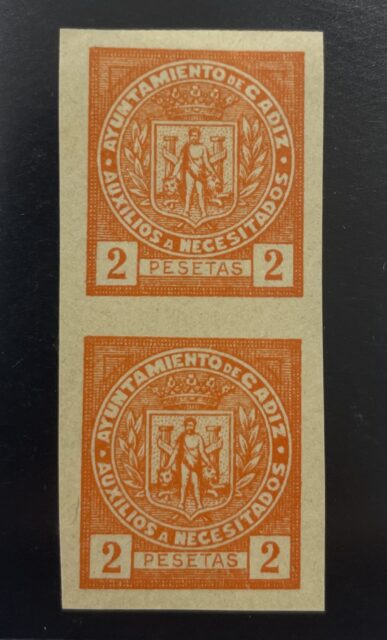 AYUNTAMIENTO DE CADIZ
AUXILIOS A NECESITADOS
2 PESETAS 2
AYUNTAMIENTO DE CADIZ
AUXILIOS A NECESITADOS
2 PESETAS 2